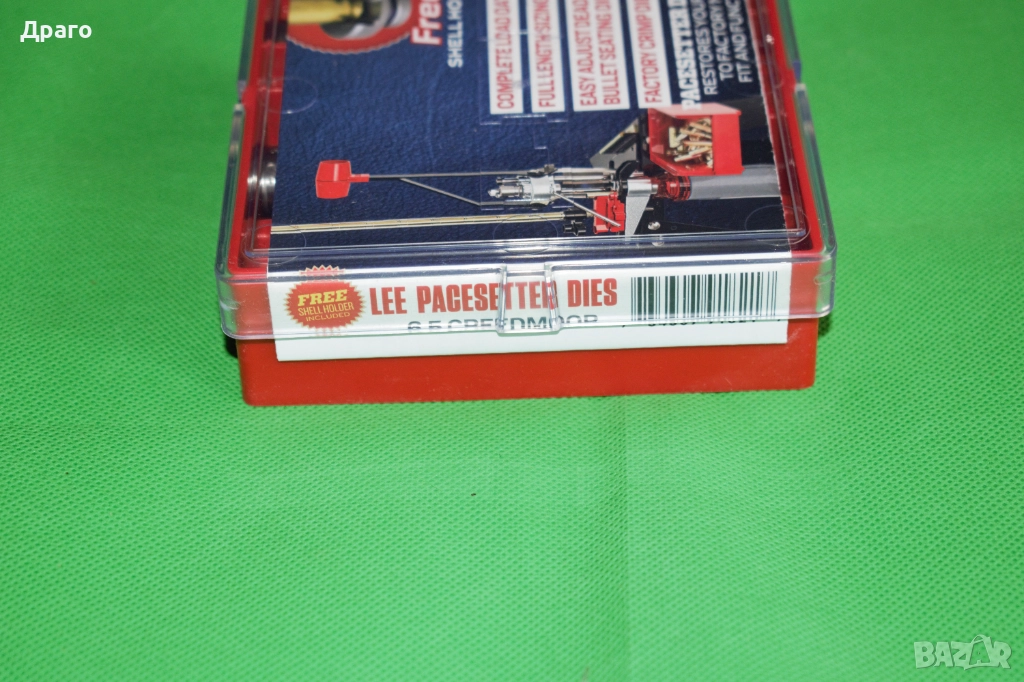 Драго
Free
SHELL HO
COMPLETE LOAD DA
FULL LENGTH SIZING
EASY ADJUST DEAD
BULLET SEATING DI
FACTORY CRIMP DI
PACESETTER D
RESTORES YOUR
TO FACTORY
FIT AND FUNC
FREE
SHELL HOLDER
INCLUDED
LEE PACESETTER DIES
6.5 CREEDMOOR
BAZAR